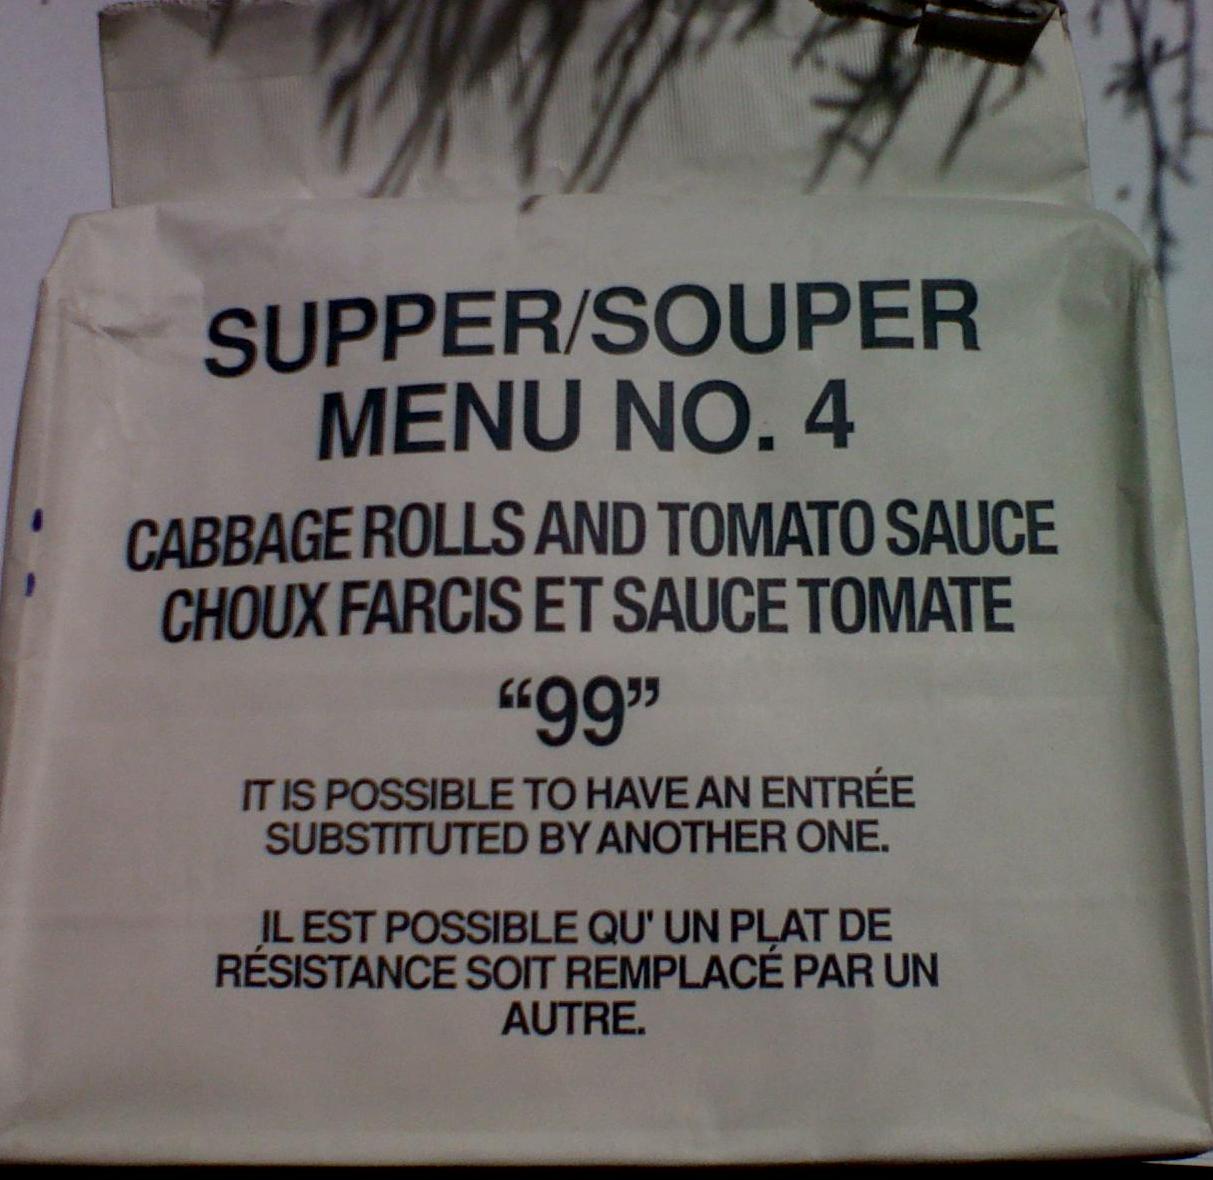 SUPPER/SOUPER
MENU NO. 4
CABBAGE ROLLS AND TOMATO SAUCE
CHOUX FARCIS ET SAUCE TOMATE
“99”
IT IS POSSIBLE TO HAVE AN ENTRÉE
SUBSTITUTED BY ANOTHER ONE.
IL EST POSSIBLE QU' UN PLAT DE
RÉSISTANCE SOIT REMPLACÉ PAR UN
AUTRE.